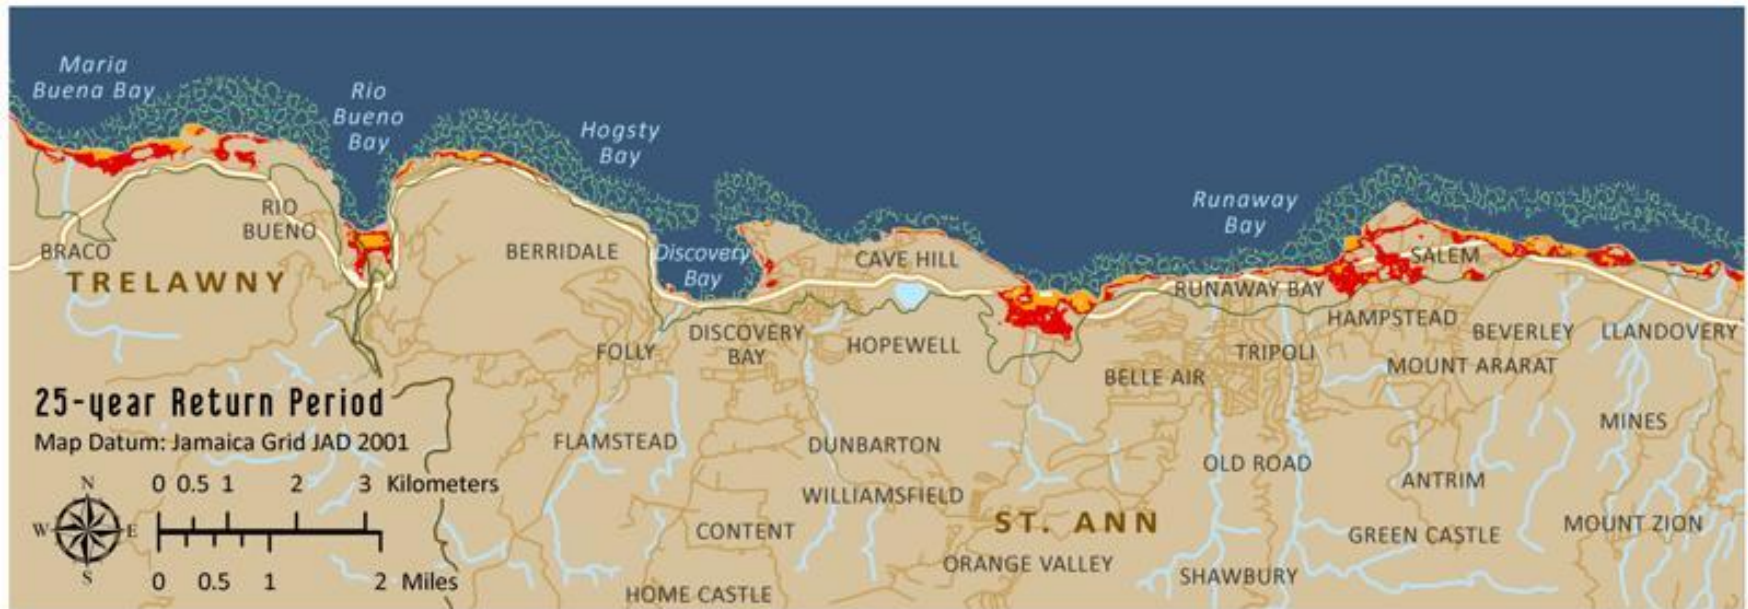 Maria
Buena Bay
Rio
Bueno
Bay
Hogsty
Bay
Runaway
Bay
RIO
BUENO
BRACO
BERRIDALE
Discovery
Bay
CAVE HILL
SALEM
TRELAWNY
RUNAWAY BAY
HAMPSTEAD
BEVERLEY
LLANDOVERY
DISCOVERY
BAY
FOLLY
HOPEWELL
TRIPOLI
MOUNT ARARAT
BELLE AIR
25-year Return Period
Map Datum: Jamaica Grid JAD 2001
FLAMSTEAD
DUNBARTON
MINES
OLD ROAD
ANTRIM
N
W E
S
0 0.5 1 2 3 Kilometers
0 0.5 1 2 Miles
WILLIAMSFIELD
CONTENT
ST. ANN
GREEN CASTLE
MOUNT ZION
ORANGE VALLEY
SHAWBURY
HOME CASTLE